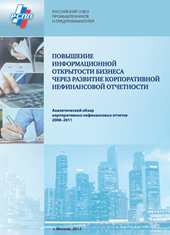 РСПП
РОССИЙСКИЙ СОЮЗ
ПРОМЫШЛЕННИКОВ
И ПРЕДПРИНИМАТЕЛЕЙ
ПОВЫШЕНИЕ
ИНФОРМАЦИОННОЙ
ОТКРЫТОСТИ БИЗНЕСА
ЧЕРЕЗ РАЗВИТИЕ КОРПОРАТИВНОЙ
НЕФИНАНСОВОЙ ОТЧЕТНОСТИ
Аналитический обзор
корпоративных нефинансовых отчетов
2008–2011
г. Москва, 2012